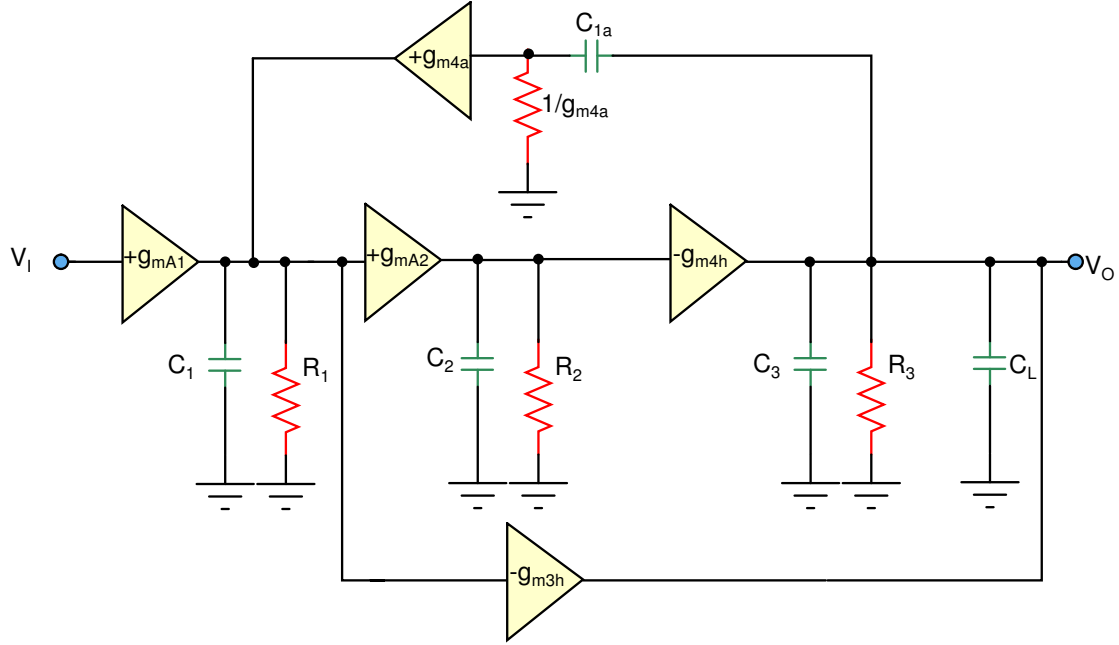 C1a
+gm4a
1/gm4a
VI
+gmA1
+gmA2
-gm4h
VO
C1
R1
C2
R2
C3
R3
CL
-gm3h